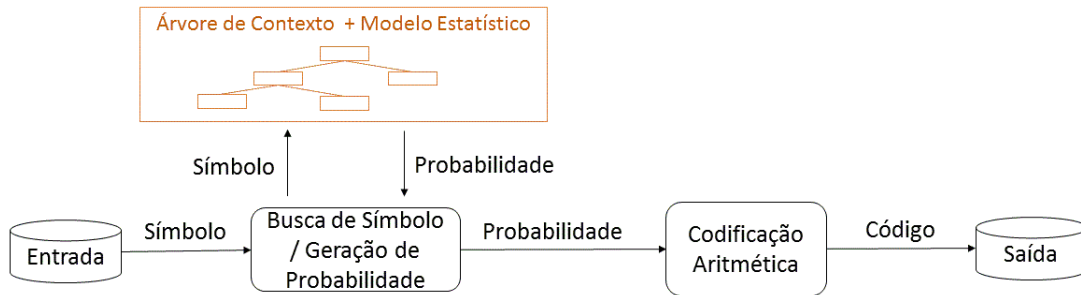 Árvore de Contexto + Modelo Estatístico
Símbolo
Probabilidade
Entrada
Símbolo
Busca de Símbolo
/ Geração de
Probabilidade
Probabilidade
Codificação
Aritmética
Código
Saída